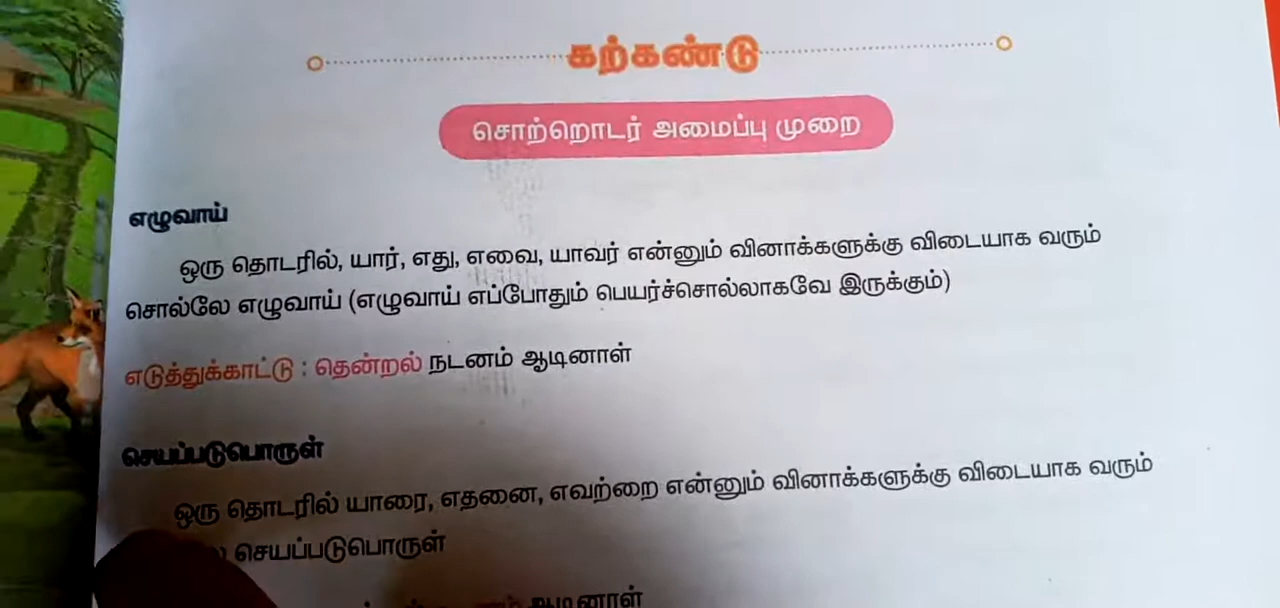 கற்கண்டு
சொற்றொடர் அமைப்பு முறை
எழுவாய்
ஒரு தொடரில், யார், எது, எவை, யாவர் என்னும் வினாக்களுக்கு விடையாக வரும்
சொல்லே எழுவாய் (எழுவாய் எப்போதும் பெயர்ச்சொல்லாகவே இருக்கும்)
எடுத்துக்காட்டு : தென்றல் நடனம் ஆடினாள்
செயப்படுபொருள்
ஒரு தொடரில் யாரை, எதனை, எவற்றை என்னும் வினாக்களுக்கு விடையாக வரும்
செயப்படுபொருள்
ஆடினாள்